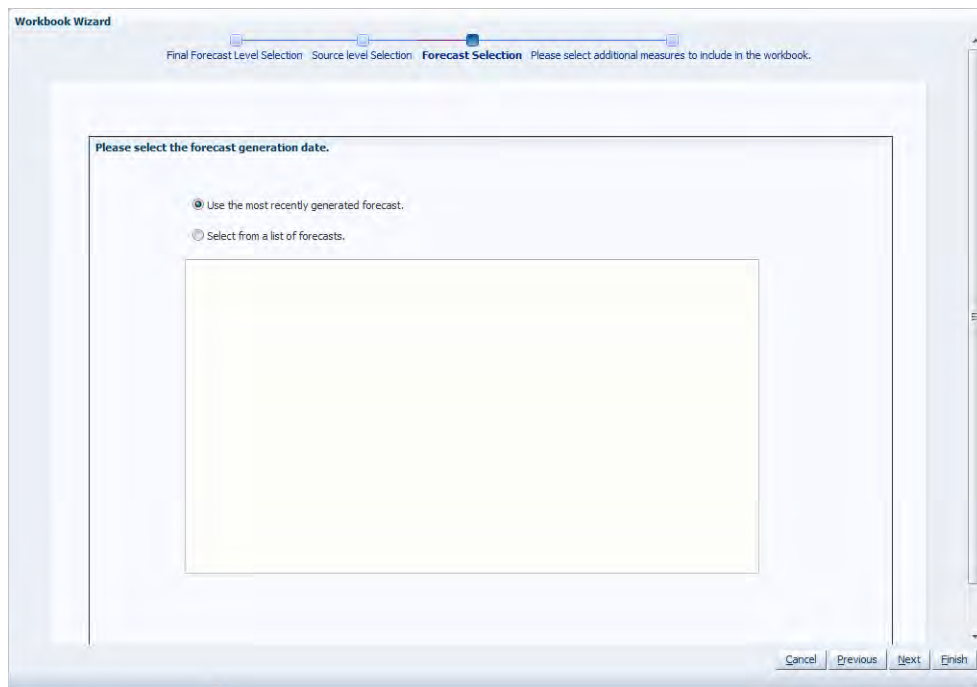 Workbook Wizard
Final Forecast Level Selection Source level Selection Forecast Selection Please select additional measures to include in the workbook.
Please select the forecast generation date.
Use the most recently generated forecast.
Select from a list of forecasts.
Cancel Previous Next Finish